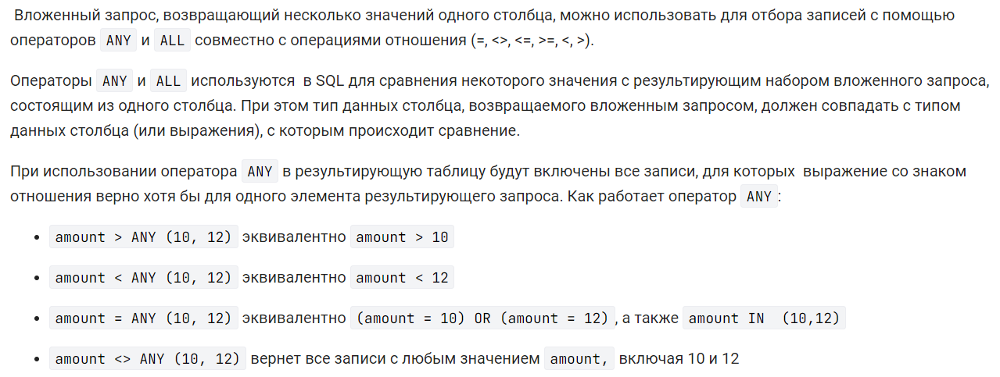 Вложенный запрос, возвращающий несколько значений одного столбца, можно использовать для отбора записей с помощью
операторов ANY и ALL совместно с операциями отношения (=, <>, <=, >=, <, >).
Операторы ANY и ALL используются в SQL для сравнения некоторого значения с результирующим набором вложенного запроса,
состоящим из одного столбца. При этом тип данных столбца, возвращаемого вложенным запросом, должен совпадать с типом
данных столбца (или выражения), с которым происходит сравнение.
При использовании оператора ANY в результирующую таблицу будут включены все записи, для которых выражение со знаком
отношения верно хотя бы для одного элемента результирующего запроса. Как работает оператор ANY:
• amount > ANY (10, 12) эквивалентно amount > 10
• amount < ANY (10, 12) эквивалентно amount < 12
• amount = ANY (10, 12) эквивалентно (amount = 10) OR (amount = 12), а также amount IN (10,12)
• amount <> ANY (10, 12) вернет все записи с любым значением amount, включая 10 и 12